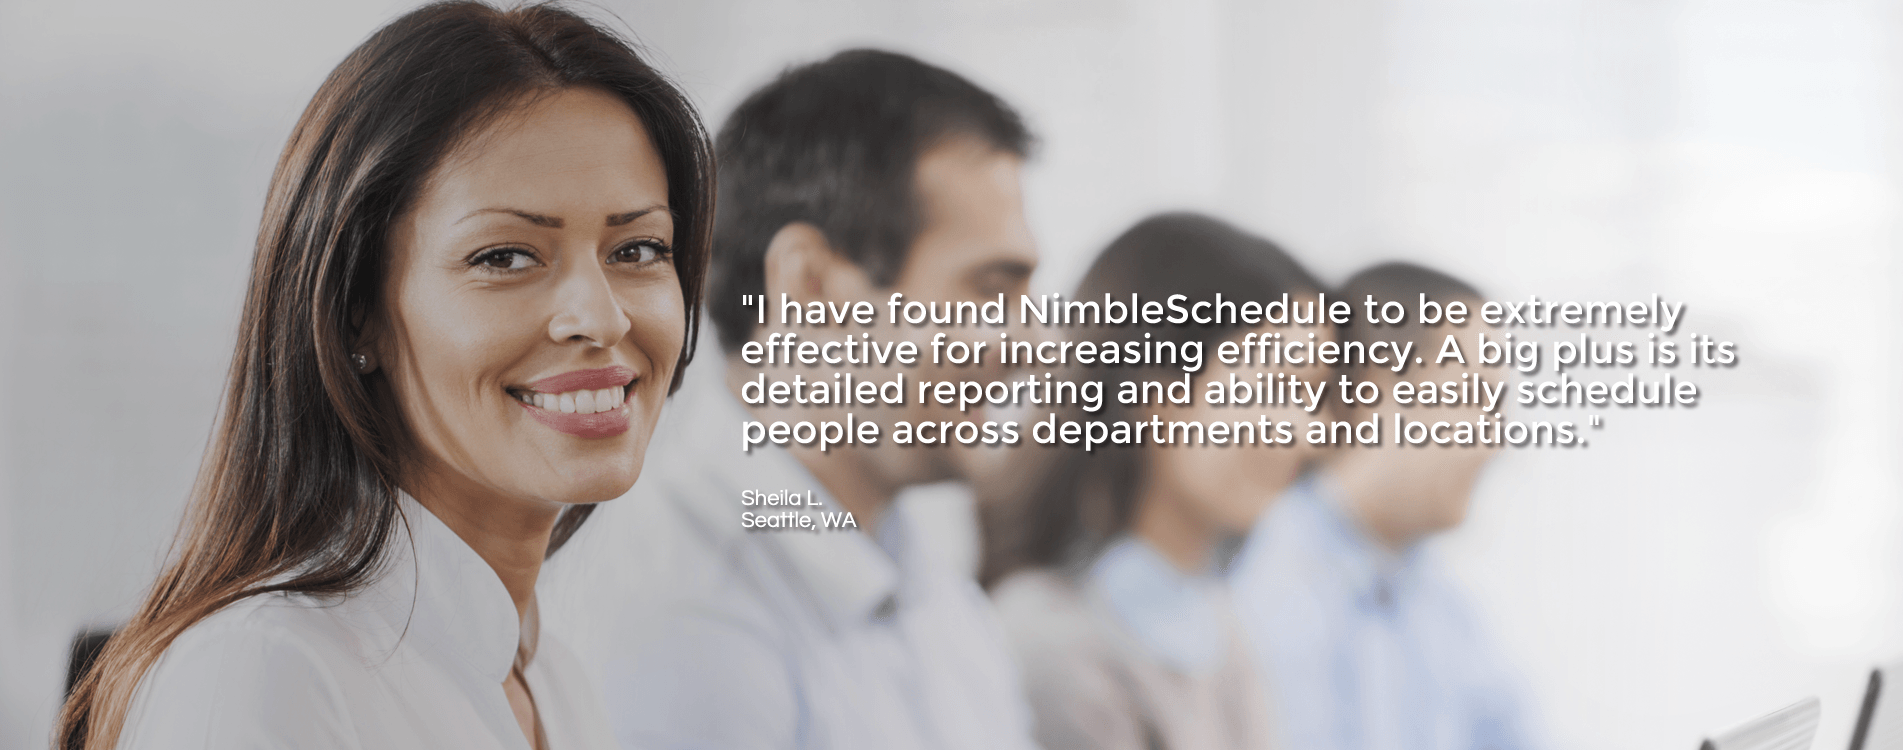 "I have found NimbleSchedule to be extremely
effective for increasing efficiency. A big plus is its
detailed reporting and ability to easily schedule
people across departments and locations."
Sheila L.
Seattle, WA